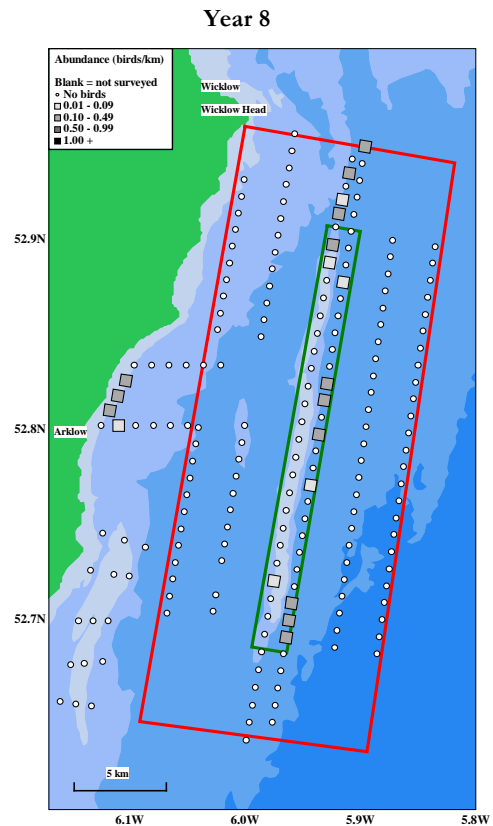 Year 8
Abundance (birds/km)
Blank = not surveyed
No birds
0.01 - 0.09
0.10 - 0.49
0.50 - 0.99
1.00 +
Wicklow
Wicklow Head
52.9N
52.8N
Arklow
52.7N
5 km
6.1W
6.0W
5.9W
5.8W